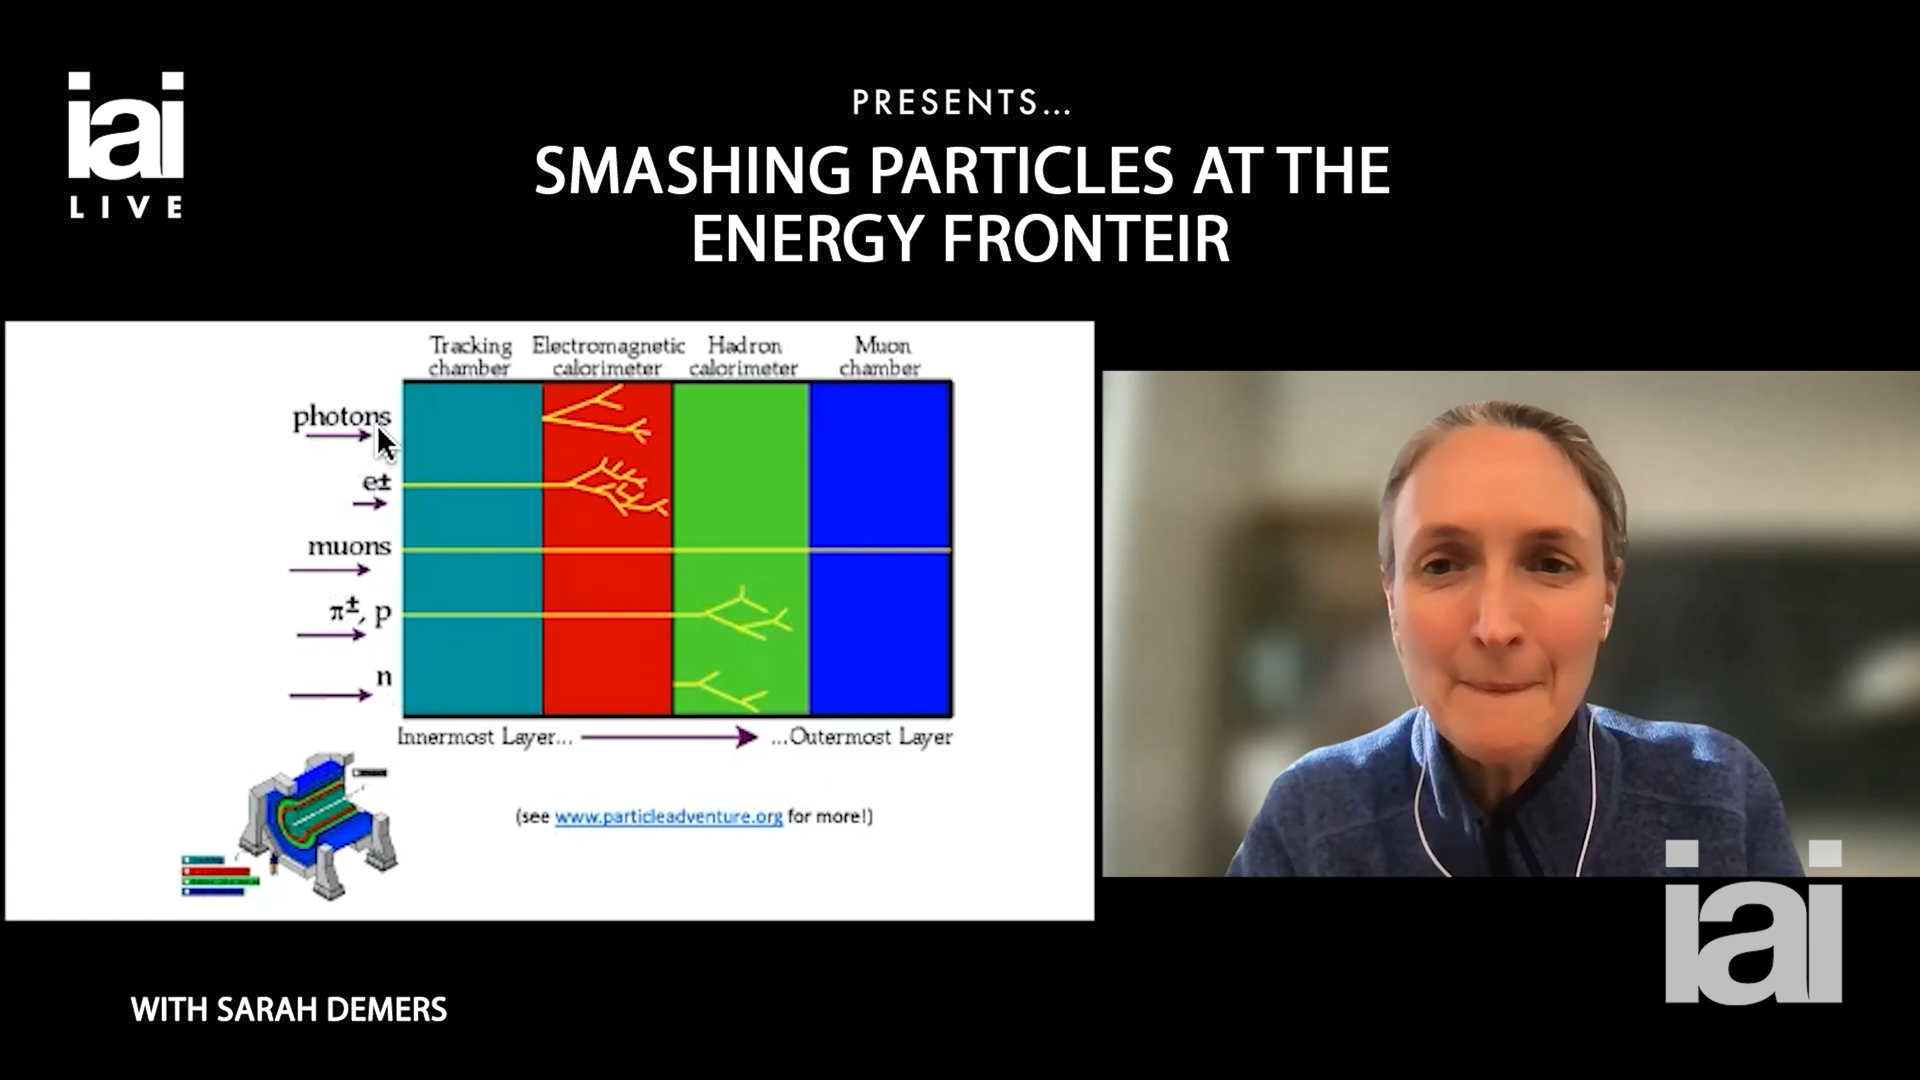 iai
LIVE
PRESENTS...
SMASHING PARTICLES AT THE
ENERGY FRONTEIR
Tracking chamber
Electromagnetic calorimeter
Hadron calorimeter
Muon chamber
photons
e±
muons
π±, p
n
Innermost Layer... ...Outermost Layer
(see www.particleadventure.org for more!)
WITH SARAH DEMERS
iai